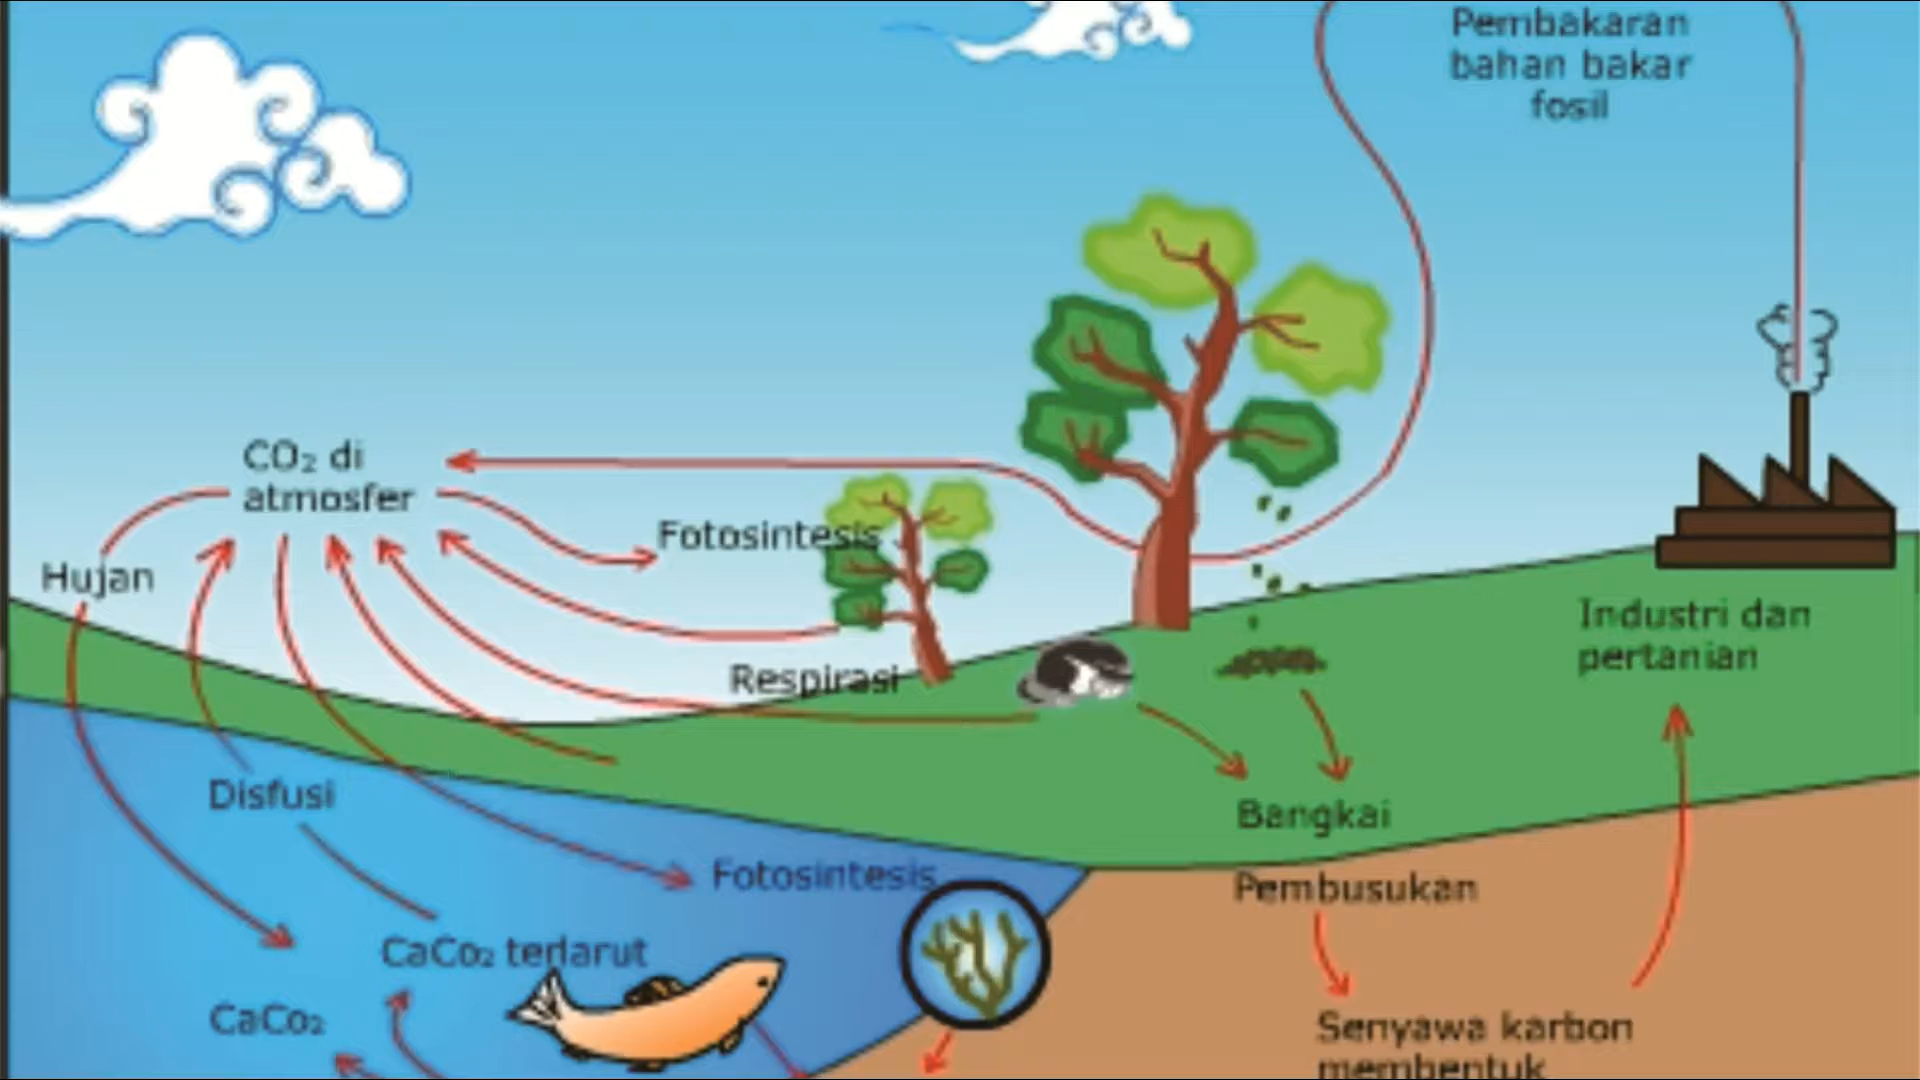 Pembakaran
bahan bakar
fosil
CO₂ di
atmosfer
Fotosintesis
Hujan
Industri dan
pertanian
Respirasi
Disfusi
Bangkai
Fotosintesis
Pembusukan
CaCo₂ terlarut
CaCo₂
Senyawa karbon
membentuk